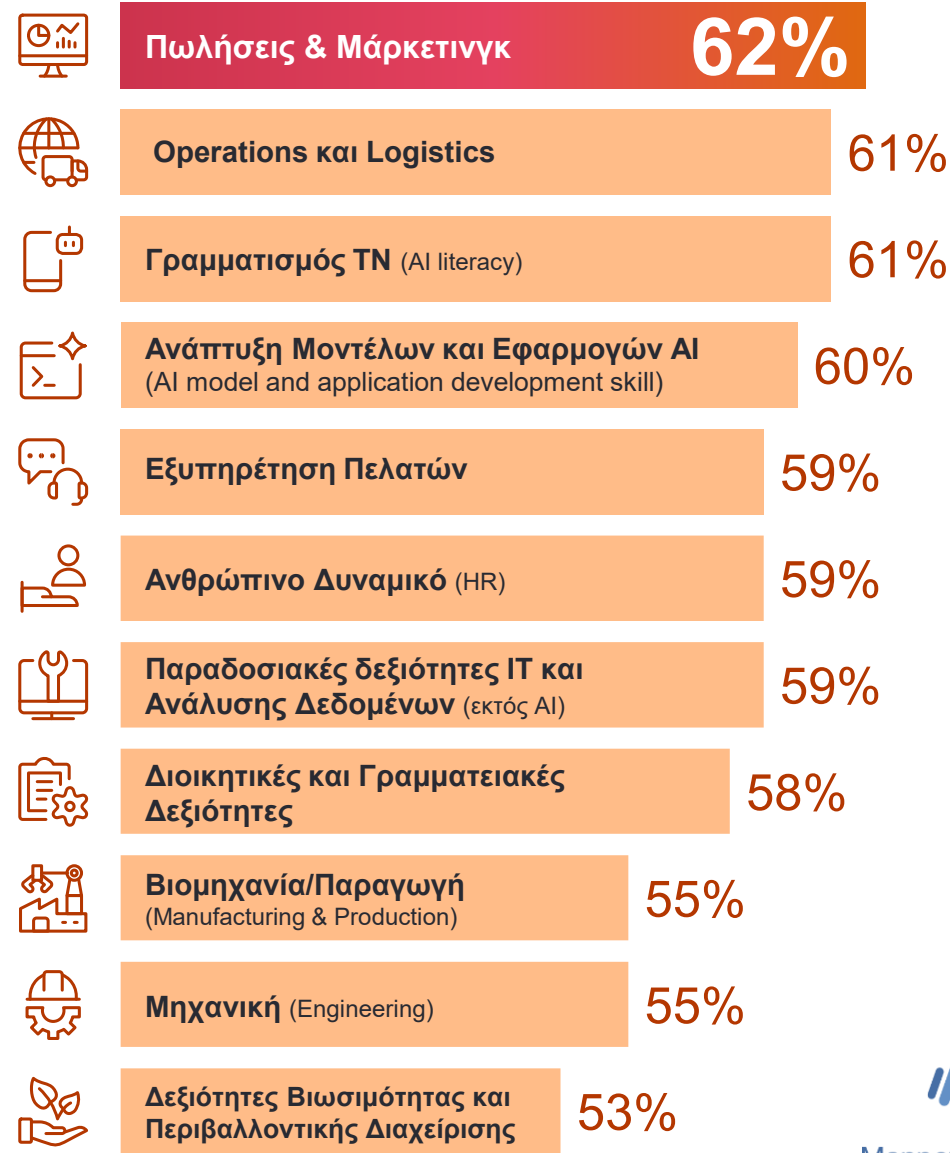 Πωλήσεις & Μάρκετινγκ 62%
Operations και Logistics 61%
Γραμματισμός ΤΝ (AI literacy) 61%
Ανάπτυξη Μοντέλων και Εφαρμογών AI
(AI model and application development skill) 60%
Εξυπηρέτηση Πελατών 59%
Ανθρώπινο Δυναμικό (HR) 59%
Παραδοσιακές δεξιότητες IT και
Ανάλυσης Δεδομένων (εκτός AI) 59%
Διοικητικές και Γραμματειακές
Δεξιότητες 58%
Βιομηχανία/Παραγωγή
(Manufacturing & Production) 55%
Μηχανική (Engineering) 55%
Δεξιότητες Βιωσιμότητας και
Περιβαλλοντικής Διαχείρισης 53%